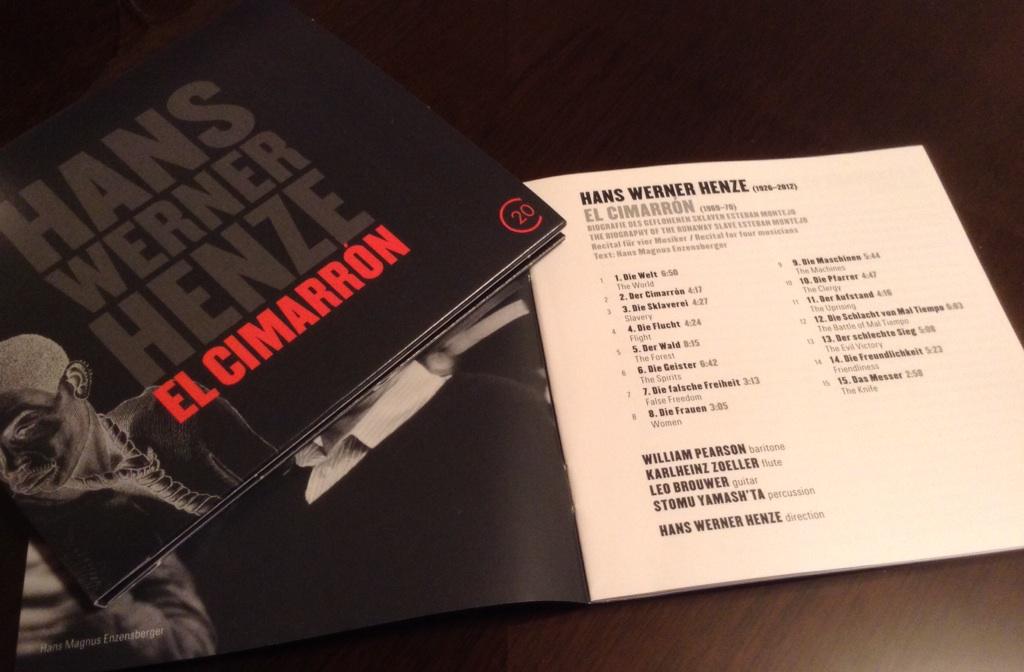 HANS
WERNER
HENZE
EL CIMARRÓN
C20
Hans Magnus Enzensberger
HANS WERNER HENZE (1926–2012)
EL CIMARRÓN (1969–70)
BIOGRAFIE DES GEFLOHENEN SKLAVEN ESTEBAN MONTEJO
THE BIOGRAPHY OF THE RUNAWAY SLAVE ESTEBAN MONTEJO
Recital für vier Musiker / Recital for four musicians
Text: Hans Magnus Enzensberger
1 1. Die Welt 6:50
The World
2 2. Der Cimarrón 4:17
3 3. Die Sklaverei 4:27
Slavery
4 4. Die Flucht 4:24
Flight
5 5. Der Wald 8:15
The Forest
6 6. Die Geister 6:42
The Spirits
7 7. Die falsche Freiheit 3:13
False Freedom
8 8. Die Frauen 3:05
Women
9 9. Die Maschinen 5:44
The Machines
10 10. Die Pfarrer 4:47
The Clergy
11 11. Der Aufstand 4:16
The Uprising
12 12. Die Schlacht von Mal Tiempo 6:03
The Battle of Mal Tiempo
13 13. Der schlechte Sieg 5:08
The Evil Victory
14 14. Die Freundlichkeit 5:23
Friendliness
15 15. Das Messer 2:58
The Knife
WILLIAM PEARSON baritone
KARLHEINZ ZOELLER flute
LEO BROUWER guitar
STOMU YAMASH'TA percussion
HANS WERNER HENZE direction